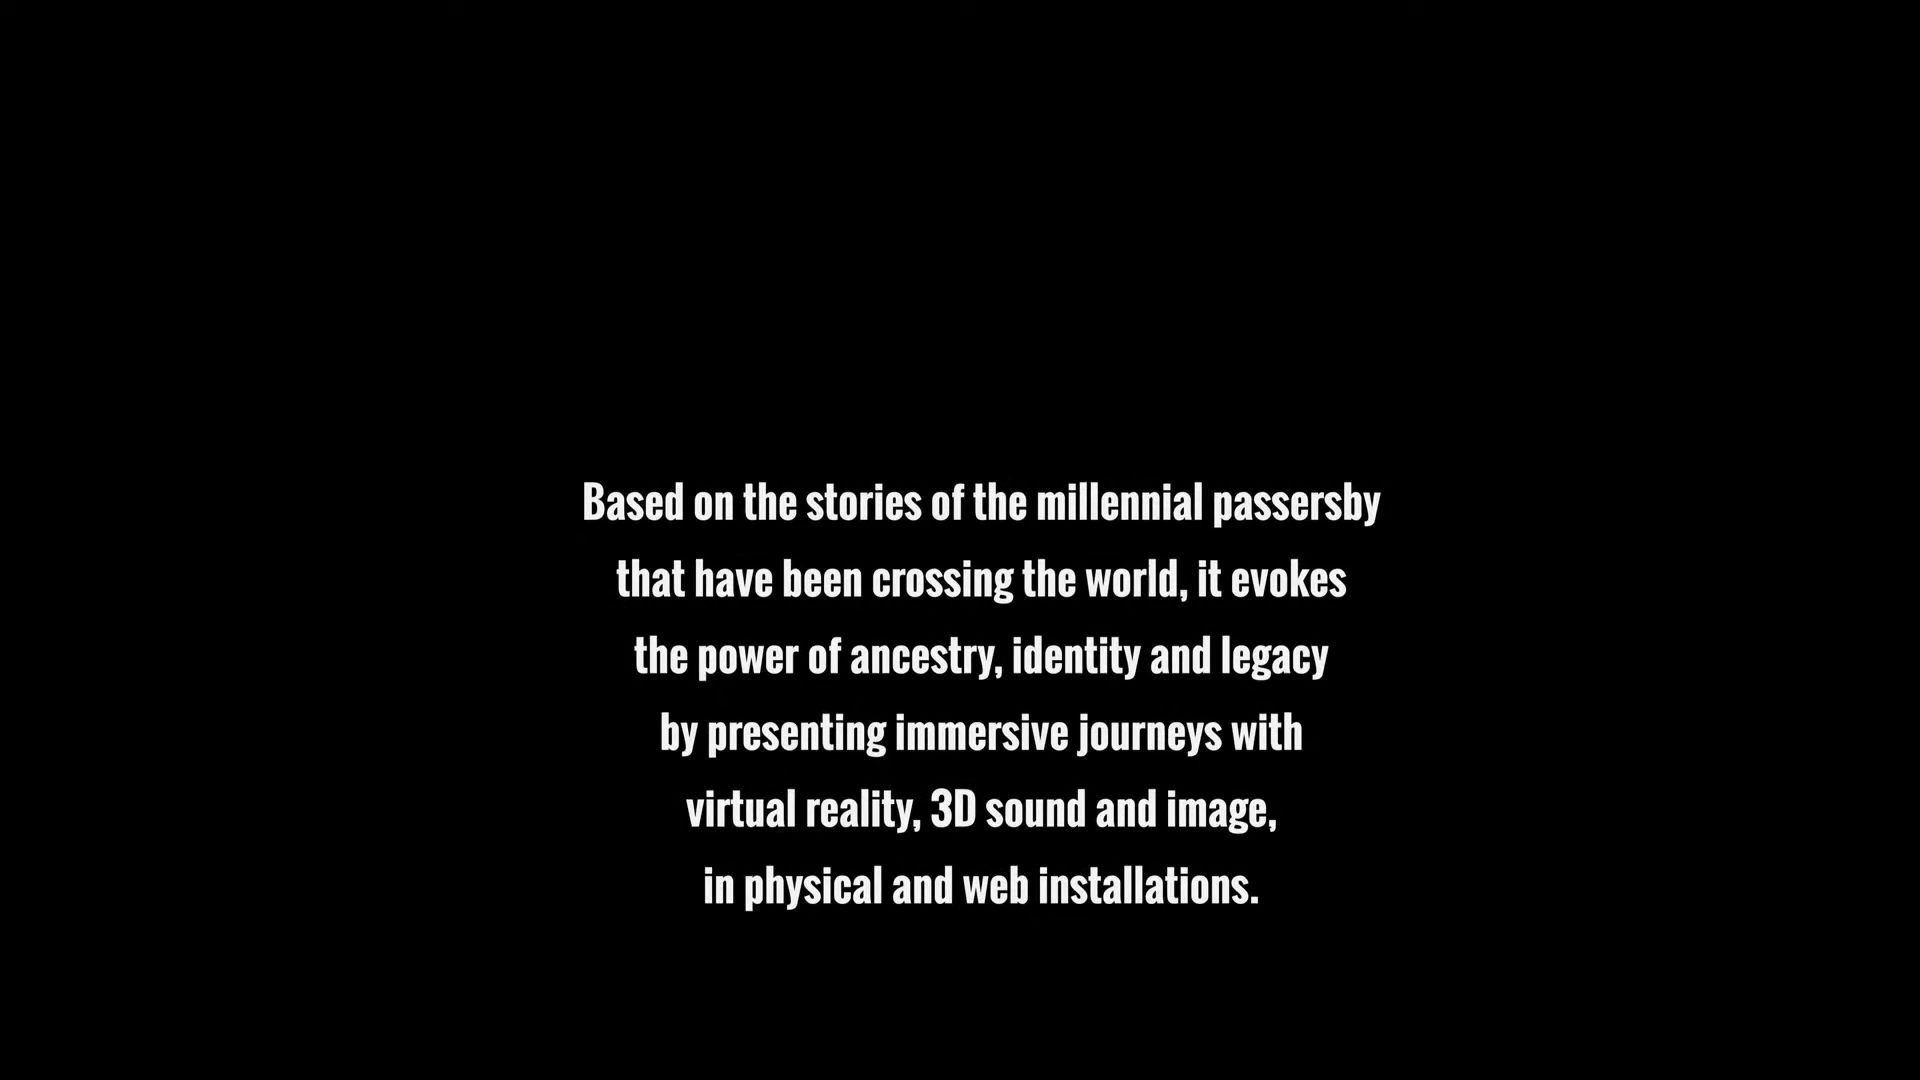 Based on the stories of the millennial passersby
that have been crossing the world, it evokes
the power of ancestry, identity and legacy
by presenting immersive journeys with
virtual reality, 3D sound and image,
in physical and web installations.